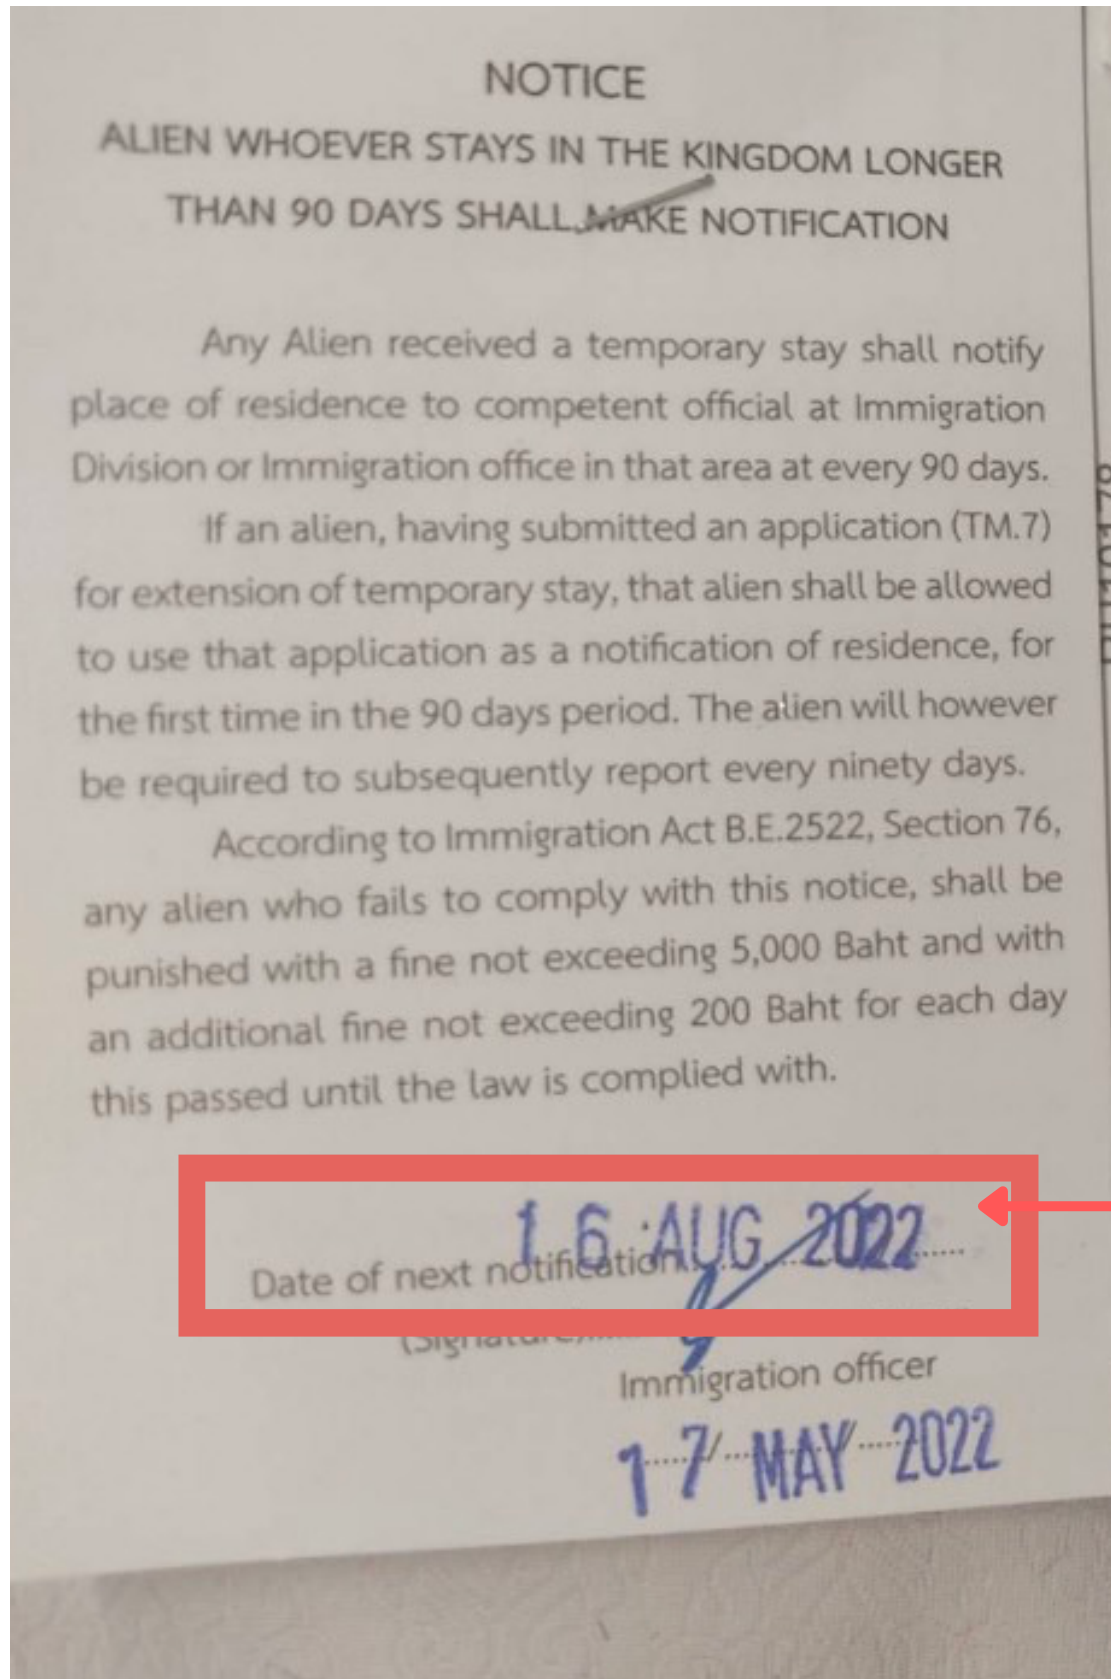 NOTICE
ALIEN WHOEVER STAYS IN THE KINGDOM LONGER
THAN 90 DAYS SHALL MAKE NOTIFICATION
Any Alien received a temporary stay shall notify
place of residence to competent official at Immigration
Division or Immigration office in that area at every 90 days.
If an alien, having submitted an application (TM.7)
for extension of temporary stay, that alien shall be allowed
to use that application as a notification of residence, for
the first time in the 90 days period. The alien will however
be required to subsequently report every ninety days.
According to Immigration Act B.E.2522, Section 76,
any alien who fails to comply with this notice, shall be
punished with a fine not exceeding 5,000 Baht and with
an additional fine not exceeding 200 Baht for each day
this passed until the law is complied with.
16 AUG 2022
Date of next notification
(Signature)
Immigration officer
17 MAY 2022